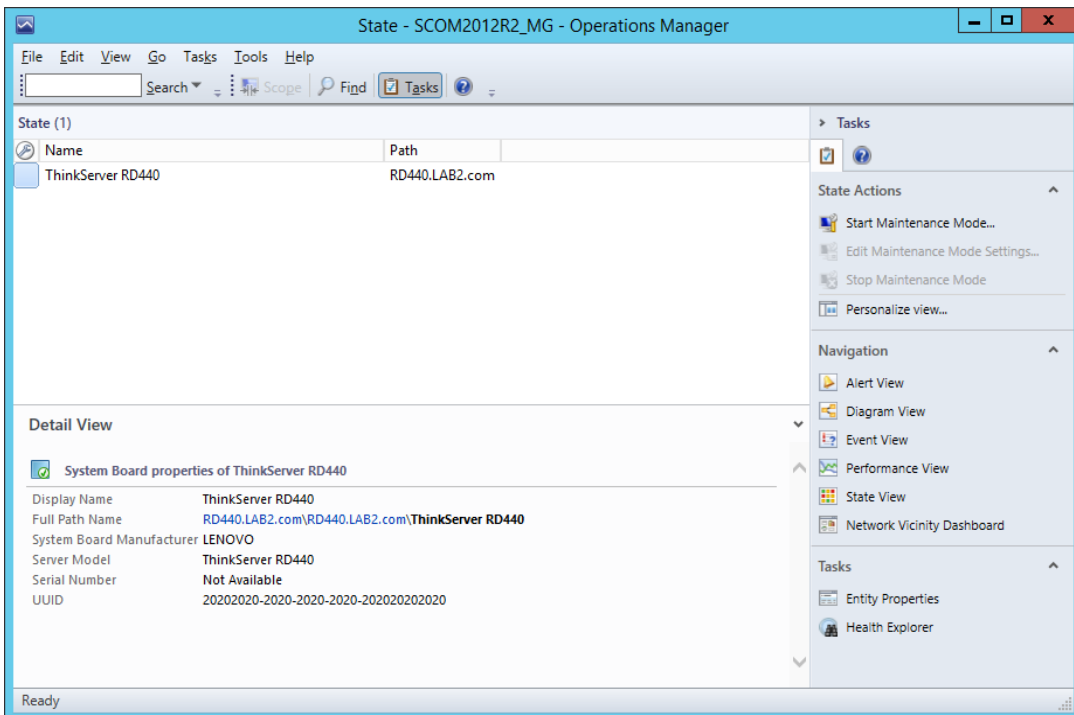 State - SCOM2012R2_MG - Operations Manager
File Edit View Go Tasks Tools Help
Search Scope Find Tasks
State (1)
Name Path
ThinkServer RD440 RD440.LAB2.com
Detail View
System Board properties of ThinkServer RD440
Display Name ThinkServer RD440
Full Path Name RD440.LAB2.com\RD440.LAB2.com\ThinkServer RD440
System Board Manufacturer LENOVO
Server Model ThinkServer RD440
Serial Number Not Available
UUID 20202020-2020-2020-2020-202020202020
Tasks
State Actions
Start Maintenance Mode...
Edit Maintenance Mode Settings...
Stop Maintenance Mode
Personalize view...
Navigation
Alert View
Diagram View
Event View
Performance View
State View
Network Vicinity Dashboard
Tasks
Entity Properties
Health Explorer
Ready